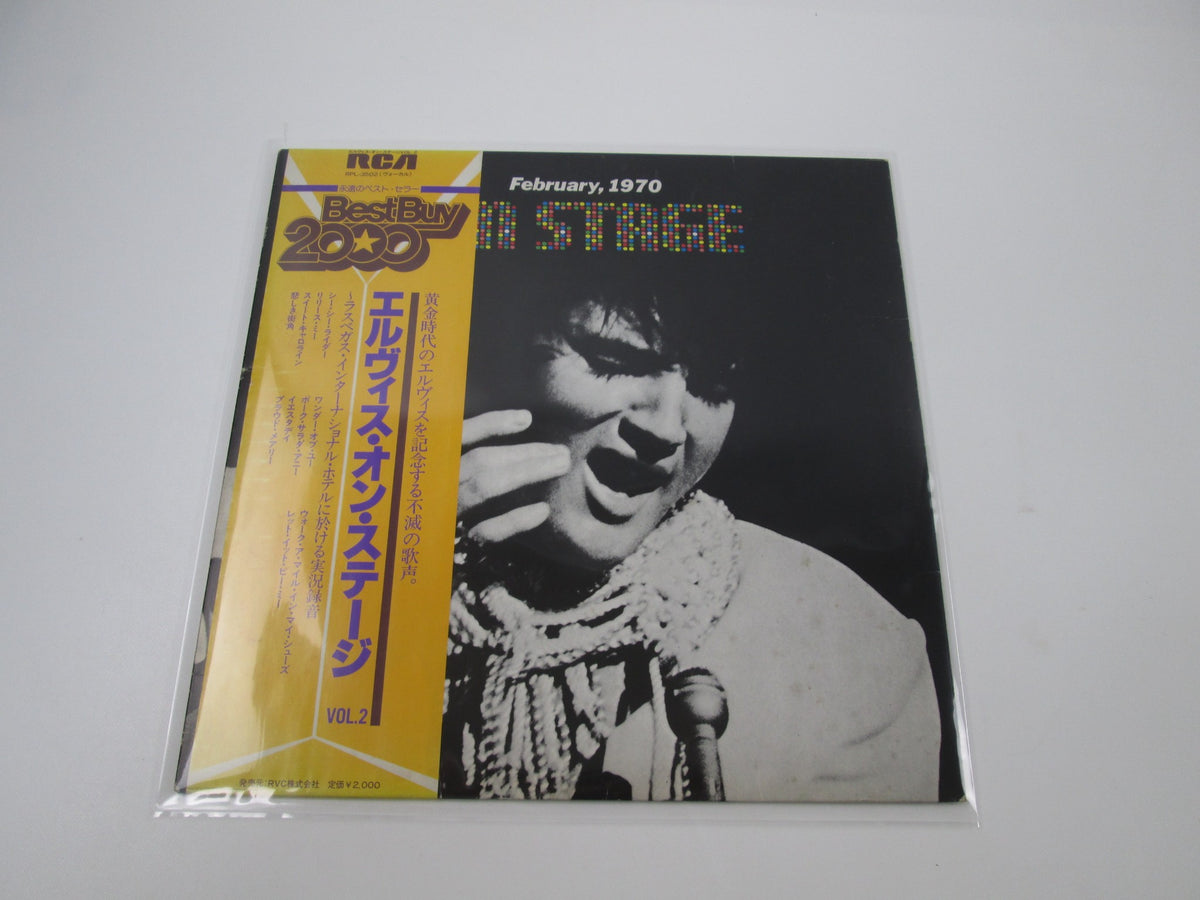 RCA
RPL-3502(ヴォーカル)
永遠のベスト・セラー
BestBuy
2000
黄金時代のエルヴィスを記念する不滅の歌声。
エルヴィス・オン・ステージ
VOL.2
~ラスベガス・インターナショナル・ホテルに於ける実況録音
シー・シー・ライダー
リリース・ミー
スイート・キャロライン
悲しき街角
ワンダー・オブ・ユー
ポーク・サラダ・アニー
イエスタデイ
プラウド・メアリー
ウォーク・ア・マイル・イン・マイ・シューズ
レット・イット・ビー・ミー
発売元:RVC株式会社 定価¥2,000
February, 1970
N STAGE